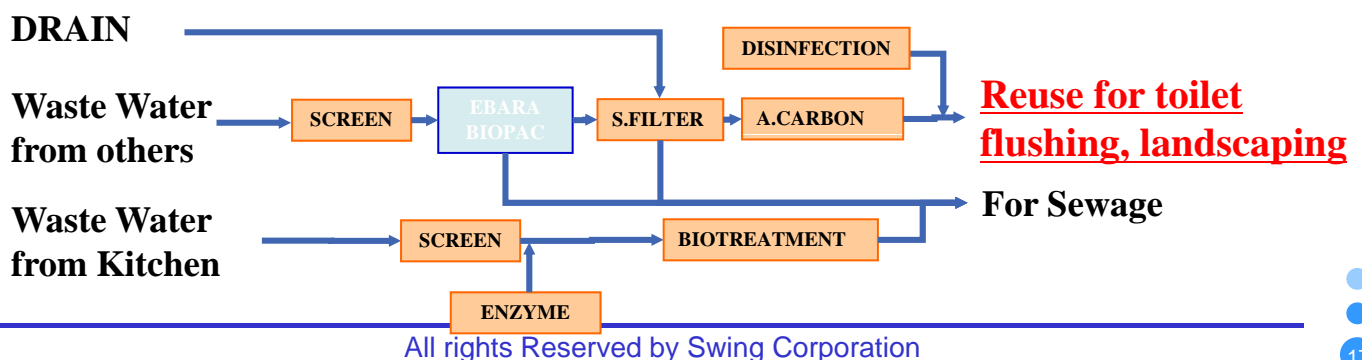 DRAIN
DISINFECTION
Waste Water
from others
SCREEN
EBARA
BIOPAC
S.FILTER
A.CARBON
Reuse for toilet
flushing, landscaping
For Sewage
Waste Water
from Kitchen
SCREEN
BIOTREATMENT
ENZYME
All rights Reserved by Swing Corporation